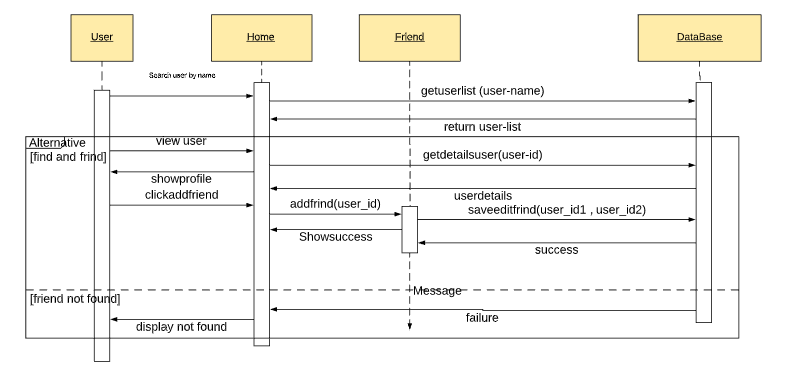 User
Home
Friend
DataBase
Search user by name
getuserlist (user-name)
return user-list
Alternative
[find and frind]
view user
getdetailsuser(user-id)
showprofile
userdetails
clickaddfriend
addfrind(user_id)
saveeditfrind(user_id1 , user_id2)
Showsuccess
success
Message
[friend not found]
failure
display not found